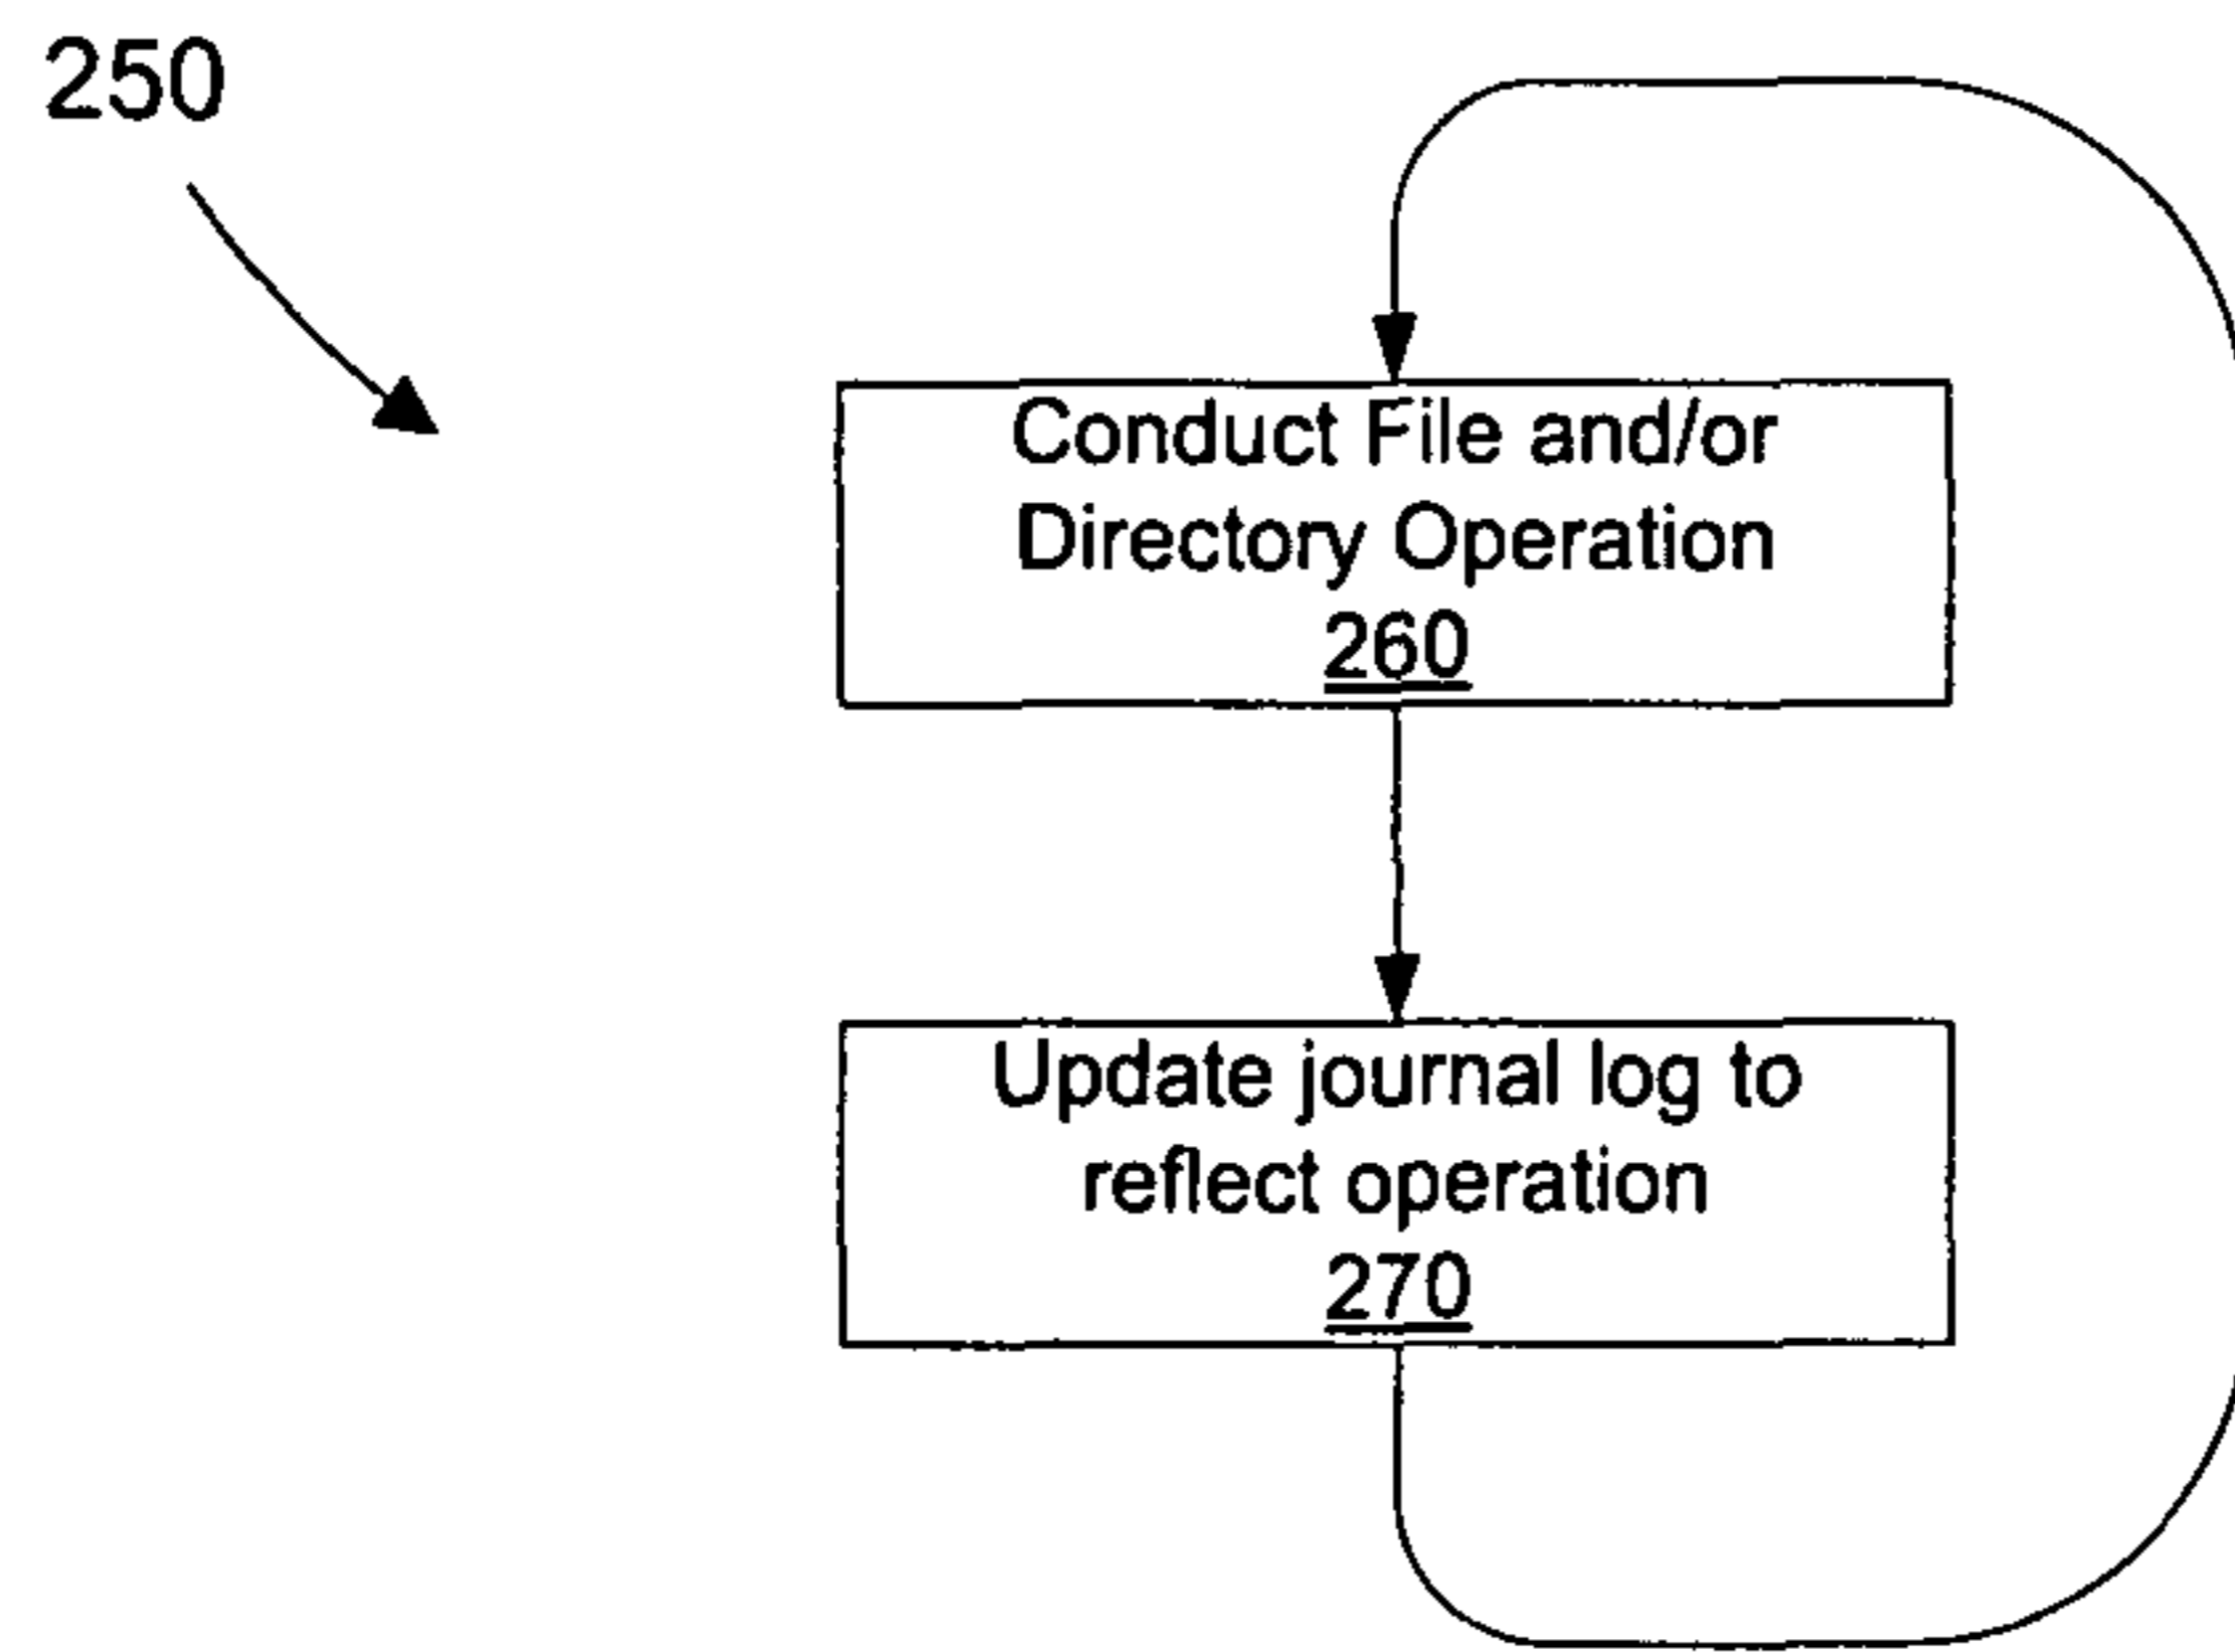 250
Conduct File and/or
Directory Operation
260
Update journal log to
reflect operation
270